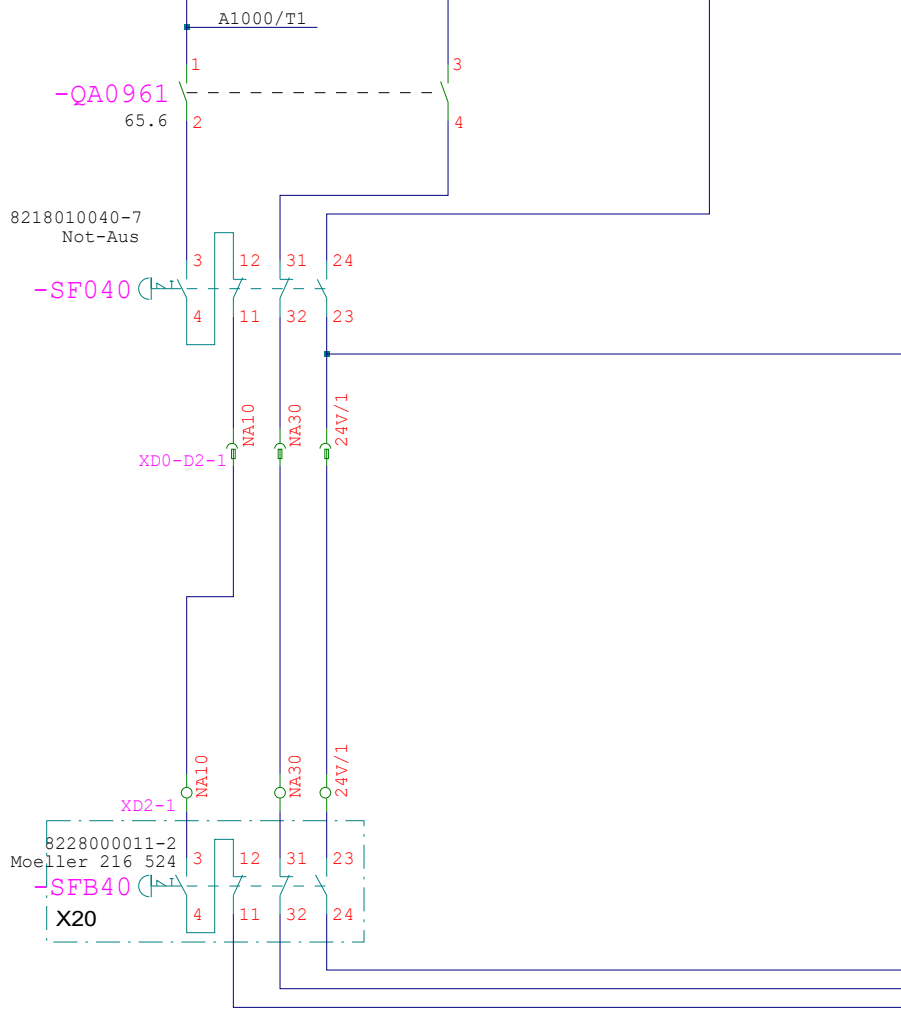 A1000/T1
1
3
-QA0961
65.6
2
4
8218010040-7
Not-Aus
3
12
31
24
-SF040
4
11
32
23
NA10
NA30
24V/1
XD0-D2-1
NA10
NA30
24V/1
XD2-1
8228000011-2
Moeller 216 524
3
12
31
23
-SFB40
4
11
32
24
X20